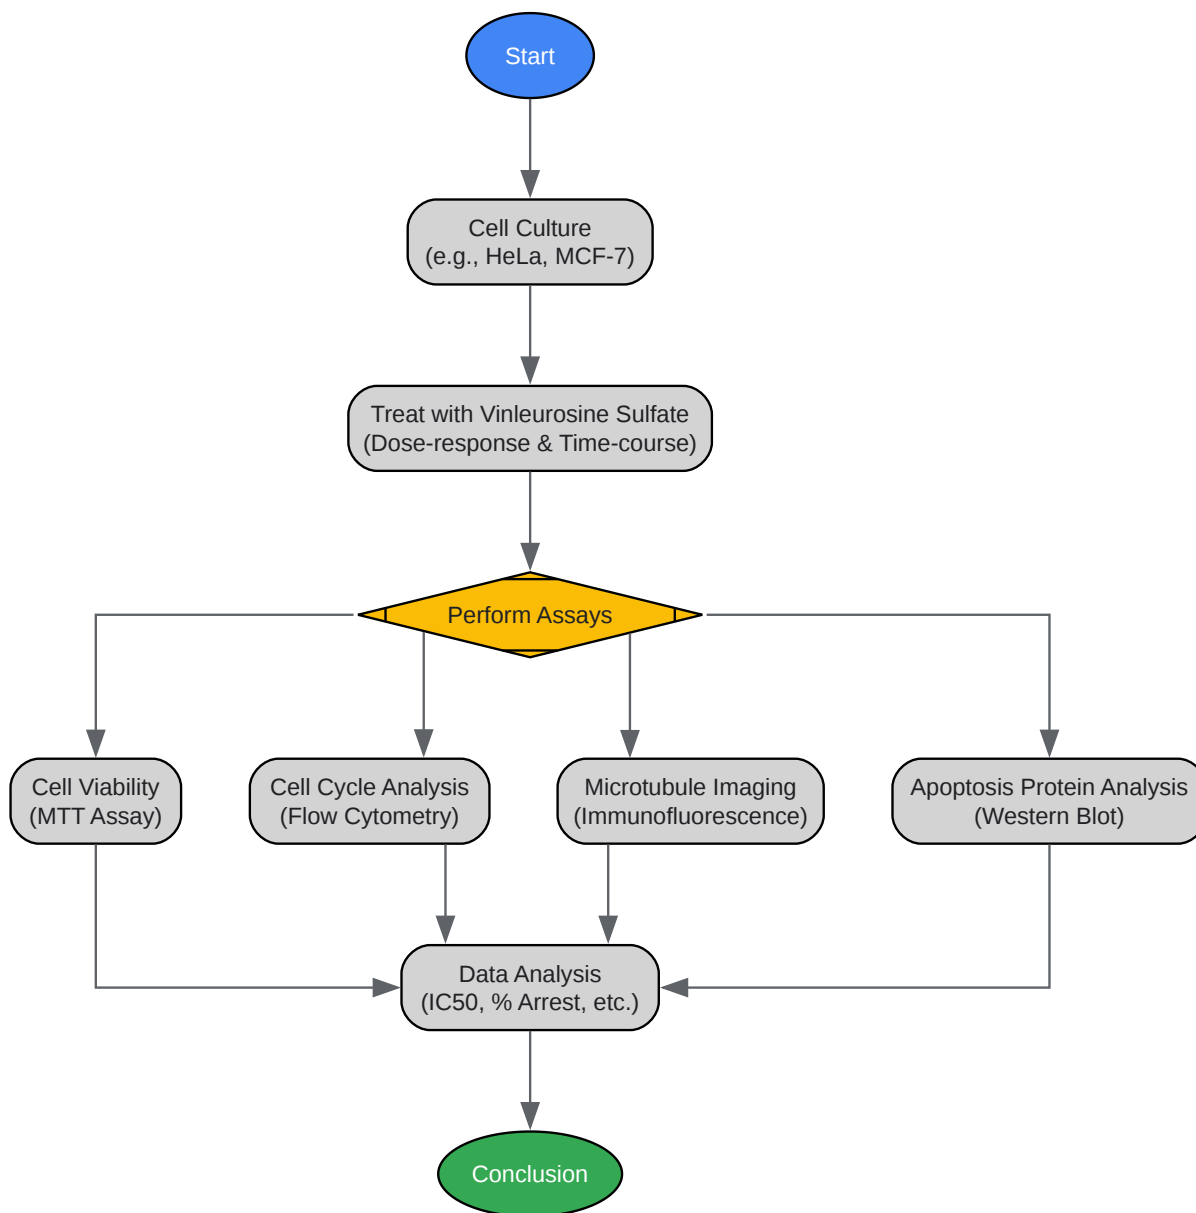 Start
Cell Culture
(e.g., HeLa, MCF-7)
Treat with Vinleurosine Sulfate
(Dose-response & Time-course)
Perform Assays
Cell Viability
(MTT Assay)
Cell Cycle Analysis
(Flow Cytometry)
Microtubule Imaging
(Immunofluorescence)
Apoptosis Protein Analysis
(Western Blot)
Data Analysis
(IC50, % Arrest, etc.)
Conclusion